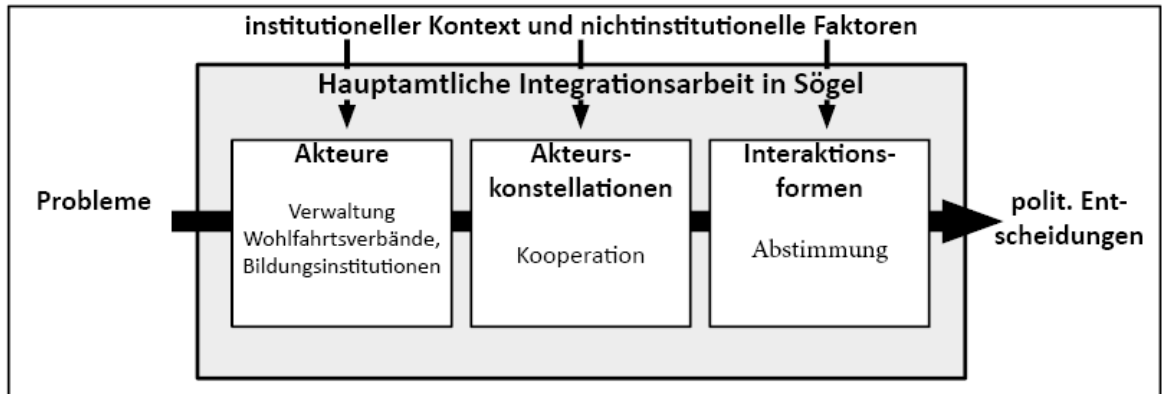 institutioneller Kontext und nichtinstitutionelle Faktoren
Hauptamtliche Integrationsarbeit in Sögel
Probleme
Akteure
Verwaltung
Wohlfahrtsverbände,
Bildungsinstitutionen
Akteurs-
konstellationen
Kooperation
Interaktions-
formen
Abstimmung
polit. Ent-
scheidungen